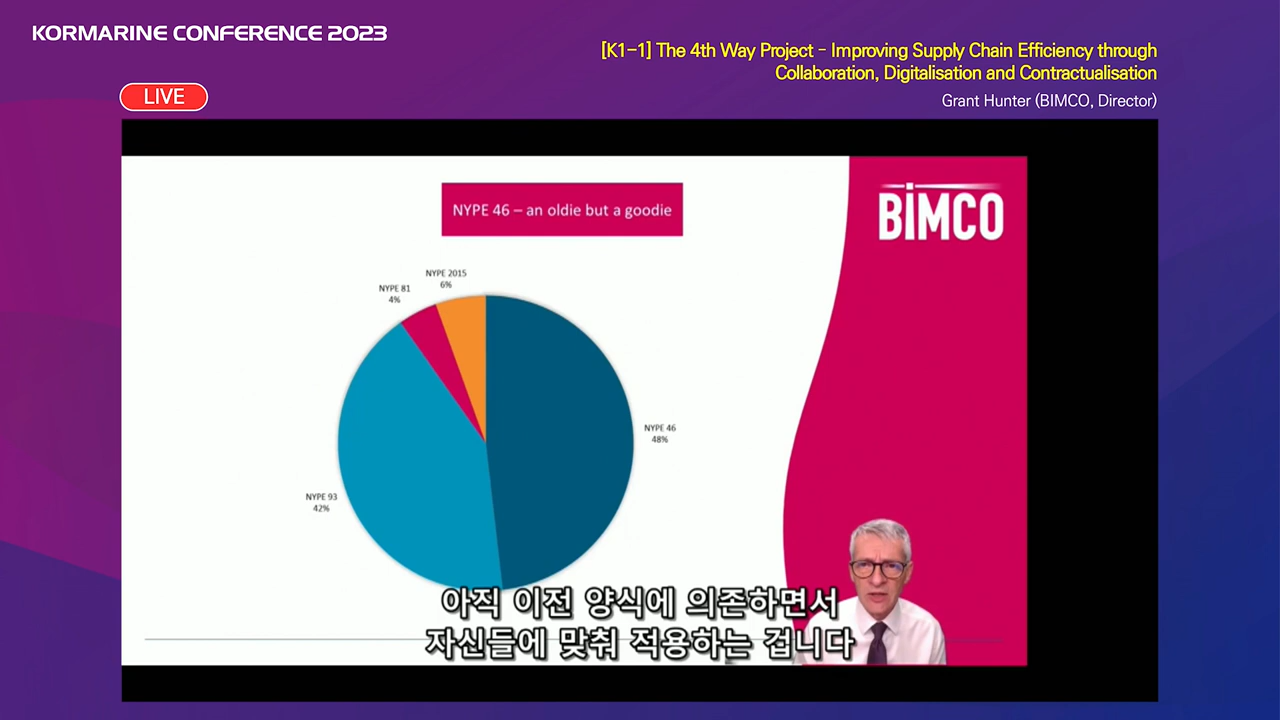 KORMARINE CONFERENCE 2023
[K1-1] The 4th Way Project - Improving Supply Chain Efficiency through
Collaboration, Digitalisation and Contractualisation
Grant Hunter (BIMCO, Director)
LIVE
BIMCO
NYPE 46 – an oldie but a goodie
NYPE 2015
6%
NYPE 81
4%
NYPE 46
48%
NYPE 93
42%
아직 이전 양식에 의존하면서
자신들에 맞춰 적용하는 겁니다